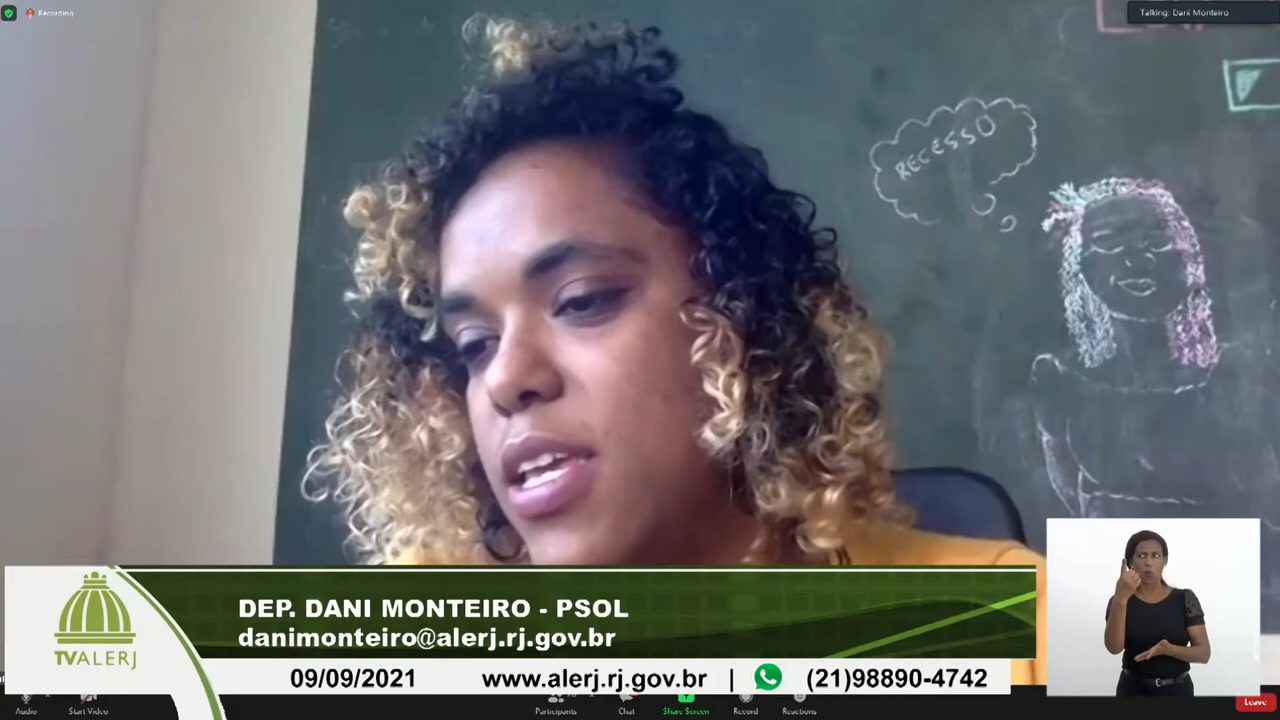 Recording
Talking: Dani Monteiro
RECESSO
DEP. DANI MONTEIRO - PSOL
danimonteiro@alerj.rj.gov.br
TVALERJ
09/09/2021 www.alerj.rj.gov.br | (21)98890-4742
Audio Start Video Participants Chat Share Screen Record Reactions Leave